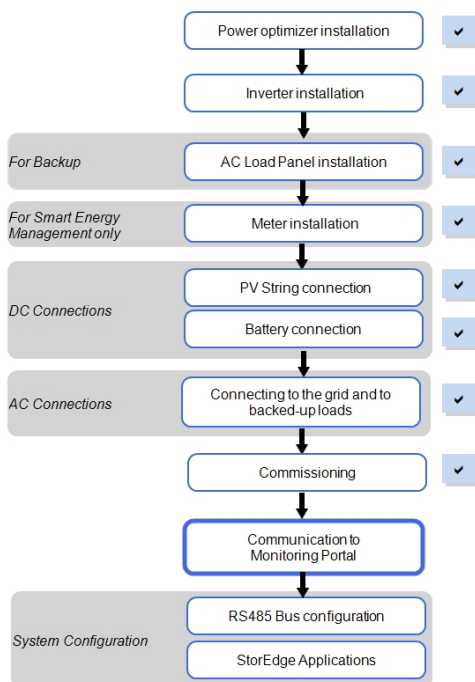 Power optimizer installation
Inverter installation
For Backup
AC Load Panel installation
For Smart Energy
Management only
Meter installation
DC Connections
PV String connection
Battery connection
AC Connections
Connecting to the grid and to
backed-up loads
Commissioning
Communication to
Monitoring Portal
System Configuration
RS485 Bus configuration
StorEdge Applications